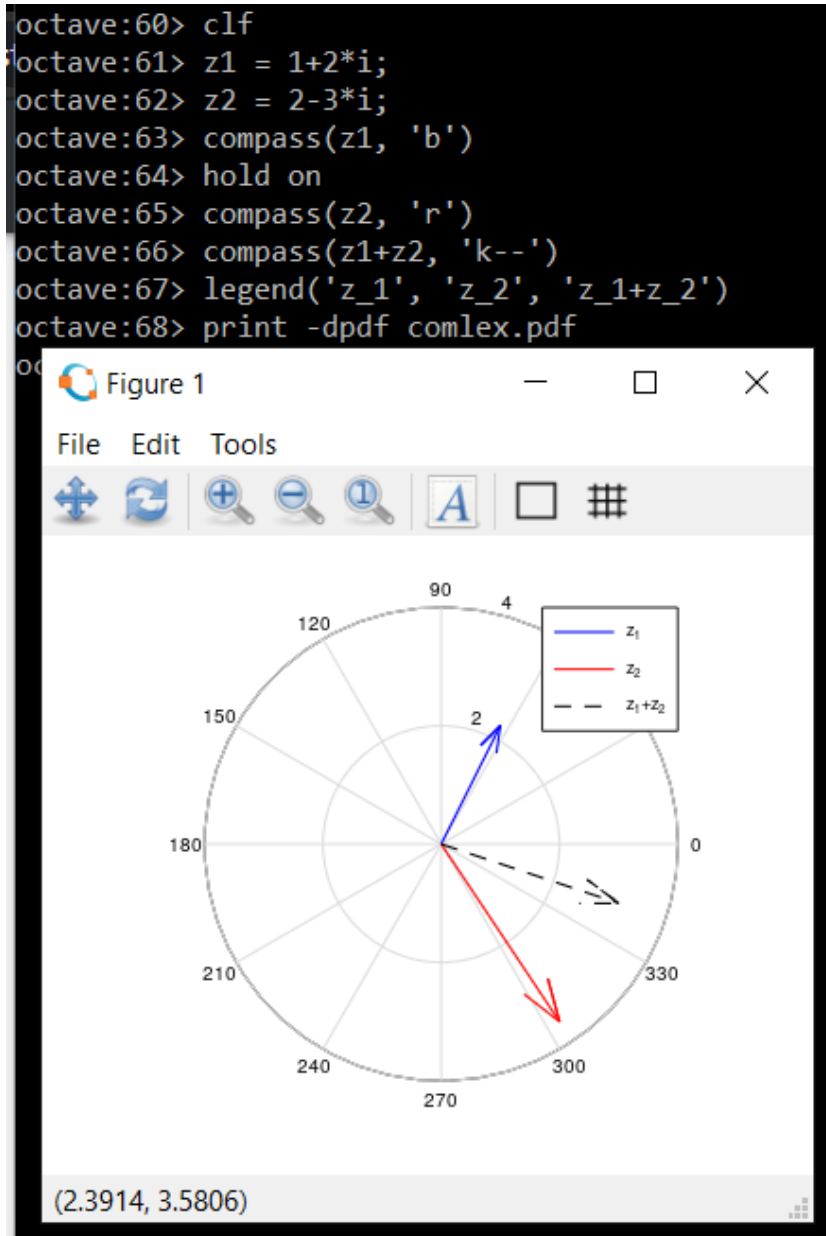 octave:60> clf
octave:61> z1 = 1+2*i;
octave:62> z2 = 2-3*i;
octave:63> compass(z1, 'b')
octave:64> hold on
octave:65> compass(z2, 'r')
octave:66> compass(z1+z2, 'k--')
octave:67> legend('z_1', 'z_2', 'z_1+z_2')
octave:68> print -dpdf comlex.pdf
Figure 1
File Edit Tools
1 A
90
4
120
z₁
z₂
z₁+z₂
150
2
180
0
210
330
240
300
270
(2.3914, 3.5806)